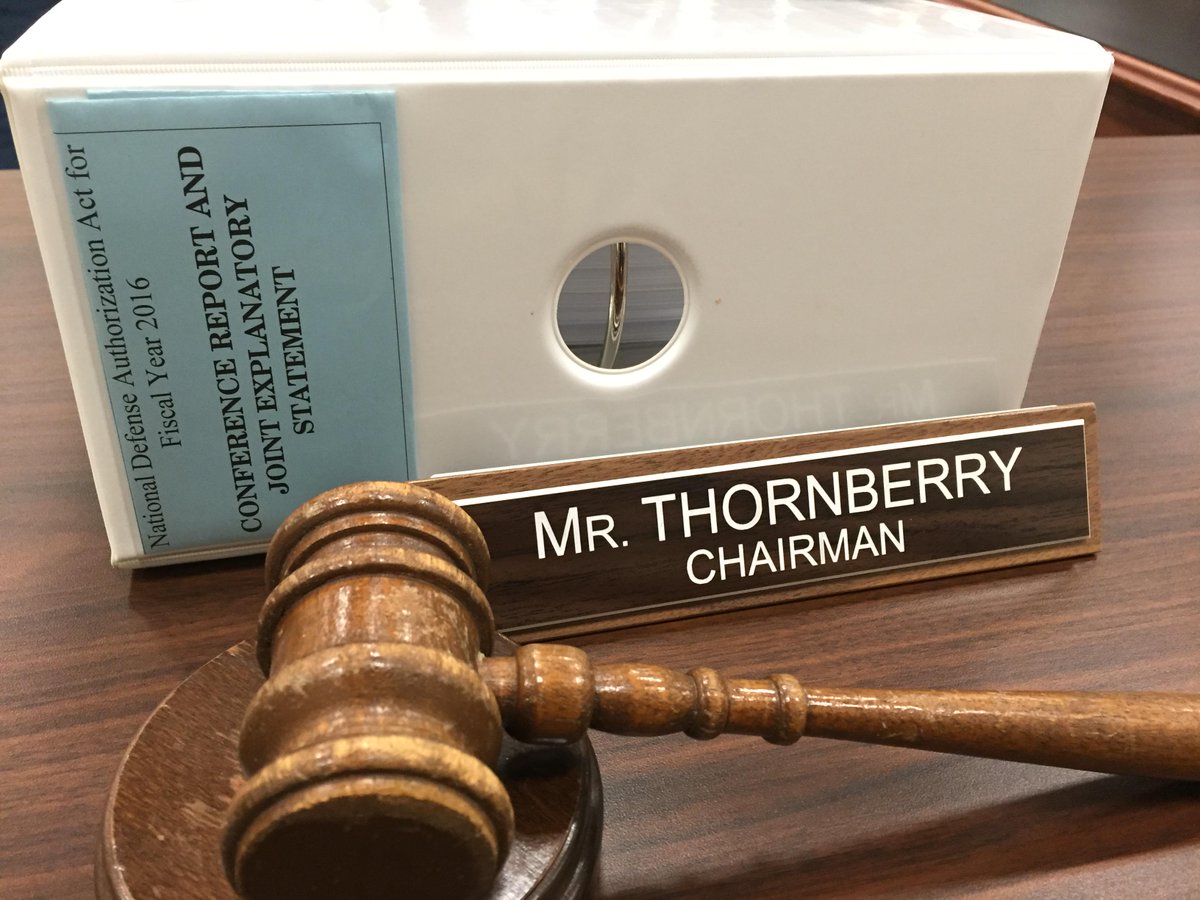 National Defense Authorization Act for
Fiscal Year 2016
CONFERENCE REPORT AND
JOINT EXPLANATORY
STATEMENT
MR. THORNBERRY
CHAIRMAN